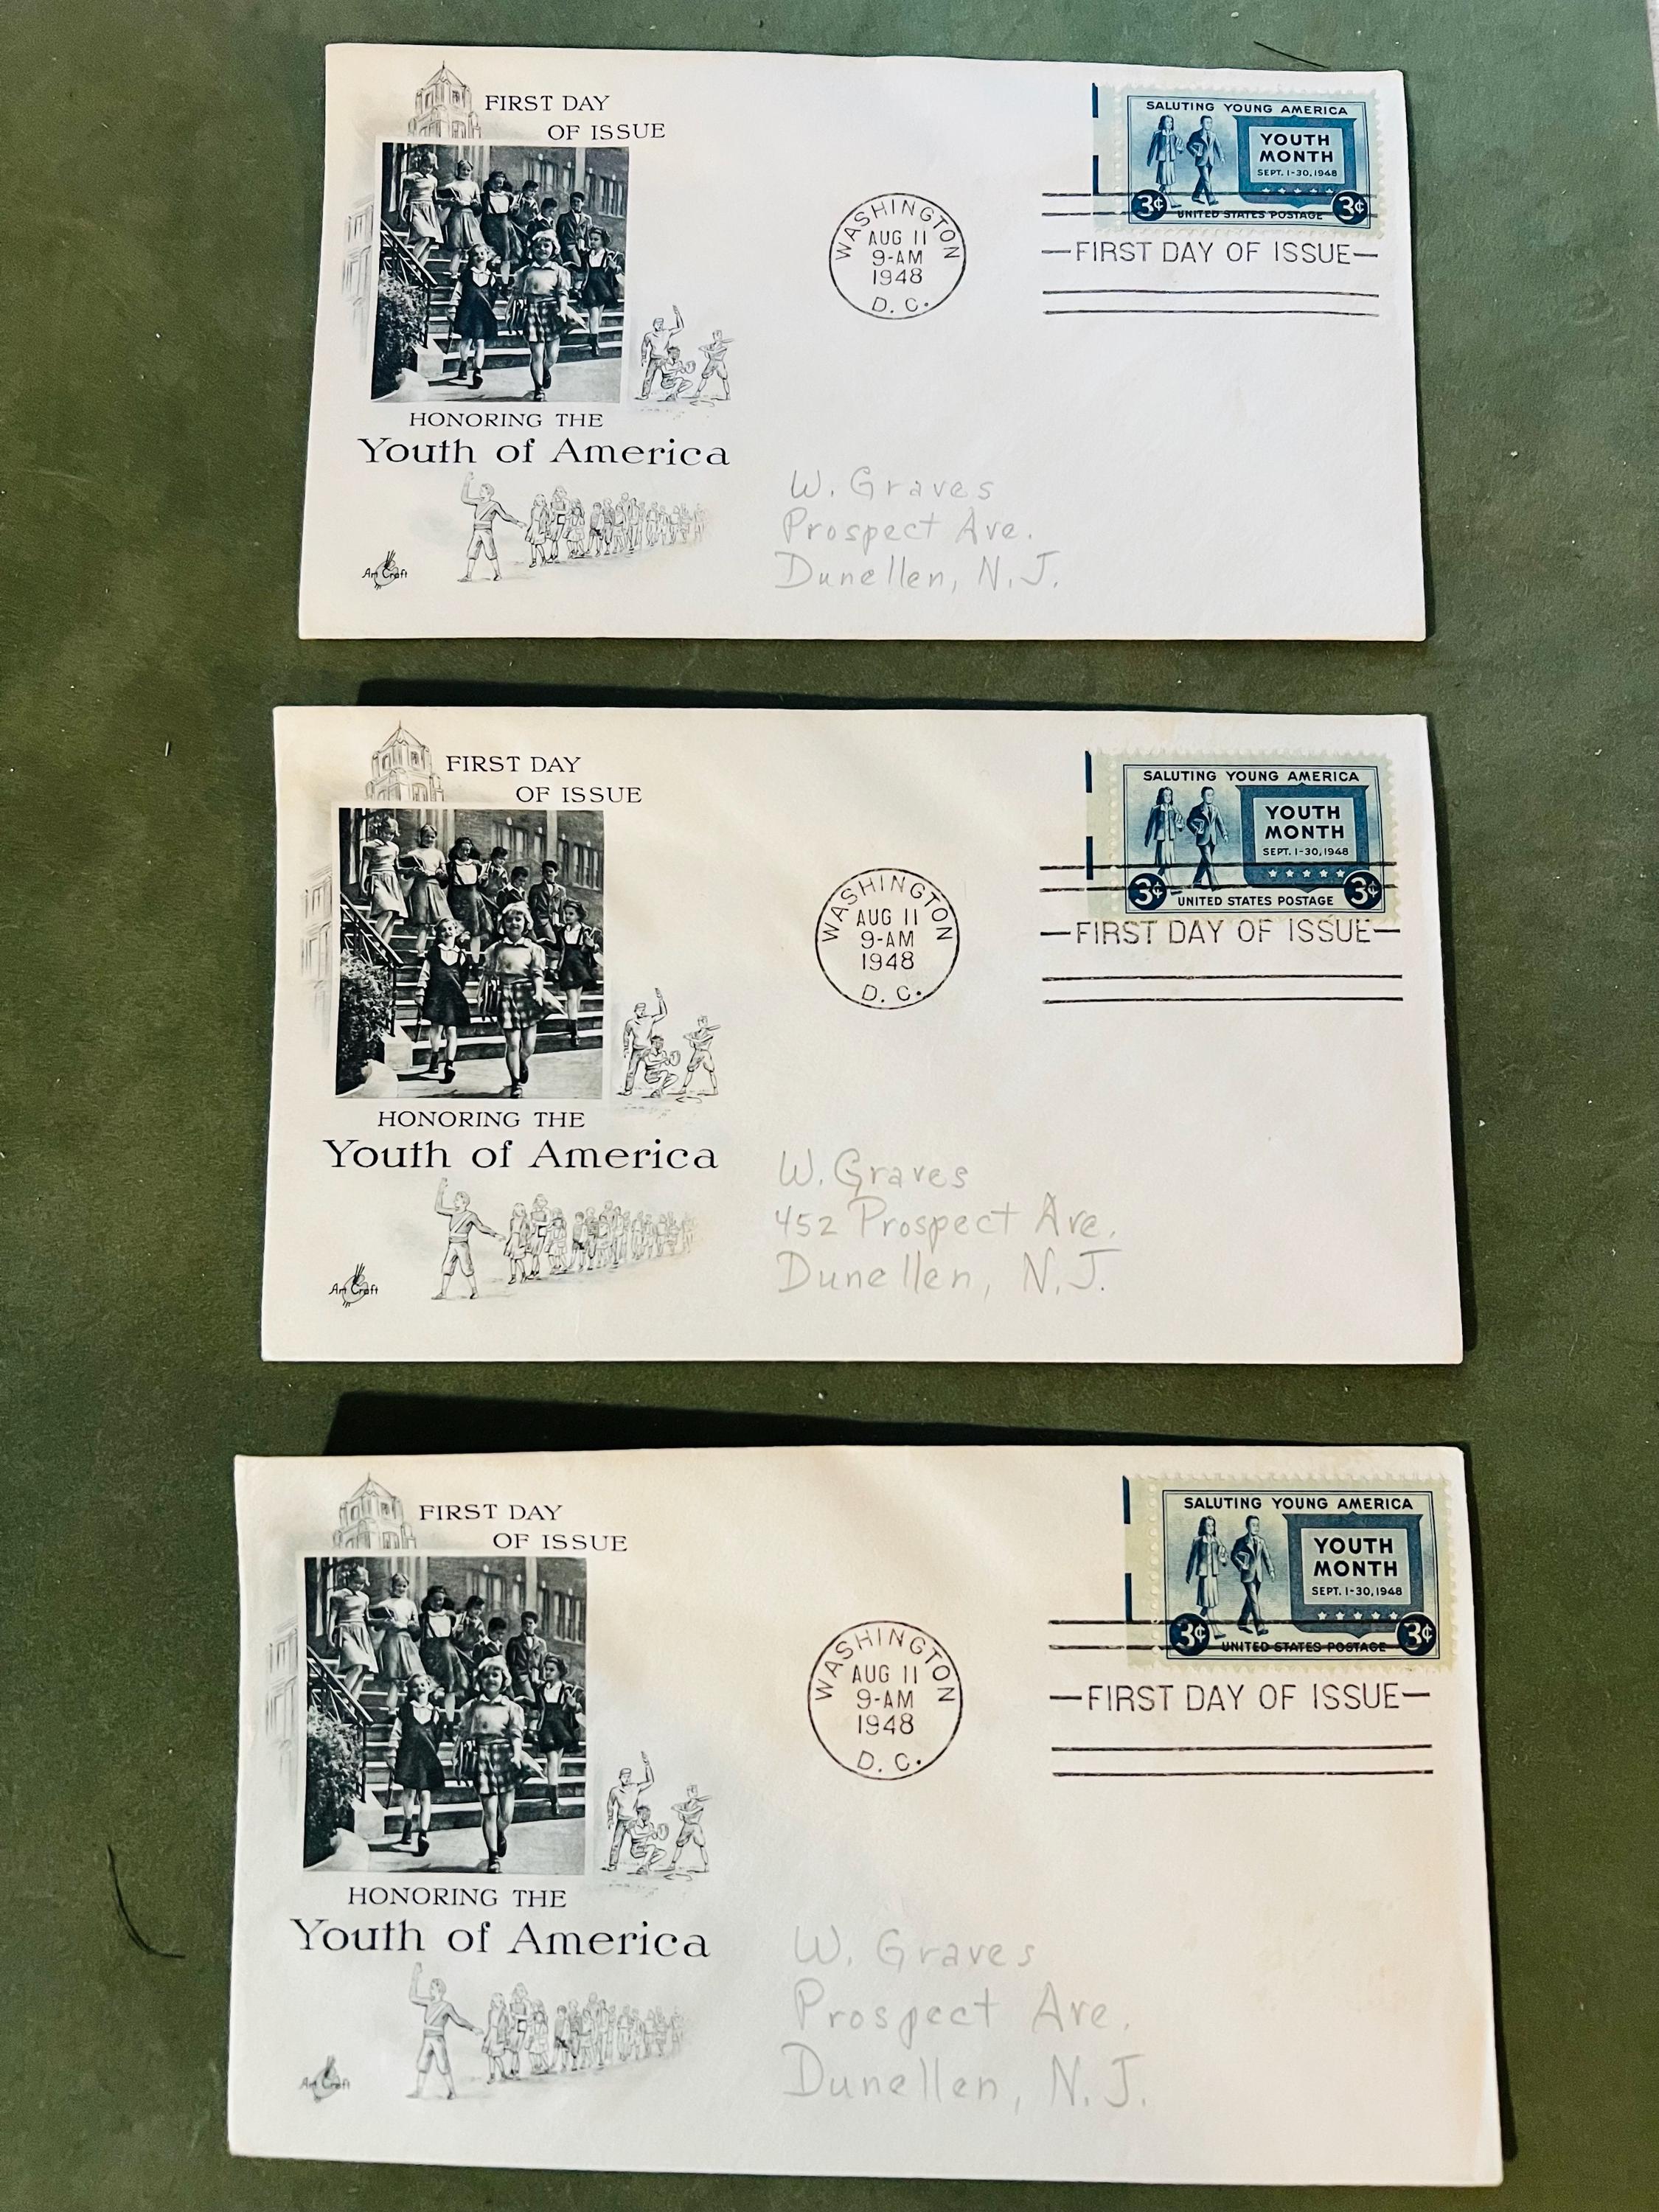 FIRST DAY
OF ISSUE
HONORING THE
Youth of America
Art Craft
WASHINGTON
AUG 11
9-AM
1948
D. C.
SALUTING YOUNG AMERICA
YOUTH
MONTH
SEPT. 1-30, 1948
3¢ UNITED STATES POSTAGE 3¢
FIRST DAY OF ISSUE
W. Graves
Prospect Ave.
Dunellen, N.J.
FIRST DAY
OF ISSUE
HONORING THE
Youth of America
Art Craft
WASHINGTON
AUG 11
9-AM
1948
D. C.
SALUTING YOUNG AMERICA
YOUTH
MONTH
SEPT. 1-30, 1948
3¢ UNITED STATES POSTAGE 3¢
FIRST DAY OF ISSUE
W. Graves
452 Prospect Ave.
Dunellen, N.J.
FIRST DAY
OF ISSUE
HONORING THE
Youth of America
Art Craft
WASHINGTON
AUG 11
9-AM
1948
D. C.
SALUTING YOUNG AMERICA
YOUTH
MONTH
SEPT. 1-30, 1948
3¢ UNITED STATES POSTAGE 3¢
FIRST DAY OF ISSUE
W. Graves
Prospect Ave.
Dunellen, N.J.